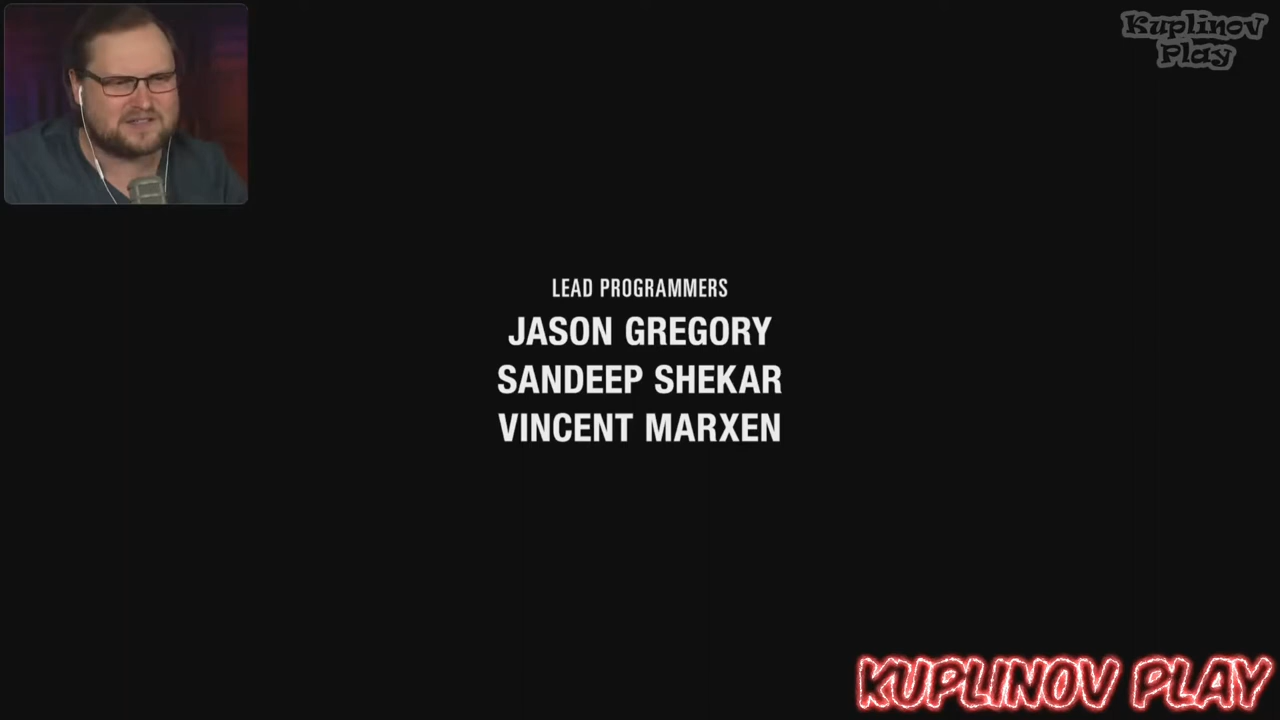 Kuplinov
Play
LEAD PROGRAMMERS
JASON GREGORY
SANDEEP SHEKAR
VINCENT MARXEN
KUPLINOV PLAY